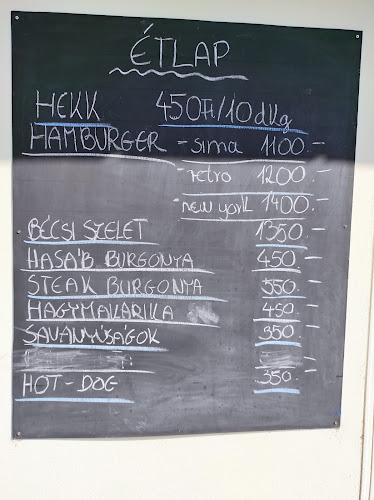 ÉTLAP
HEKK 450Ft/10dkg
HAMBURGER - sima 1100.-
- retro 1200.-
- new york 1400.-
BÉCSI SZELET 1350.-
HASÁB BURGONYA 450.-
STEAK BURGONYA 550.-
HAGYMAKARIKA 450.-
SAVANYÚSÁGOK 350.-
HOT-DOG 350.-